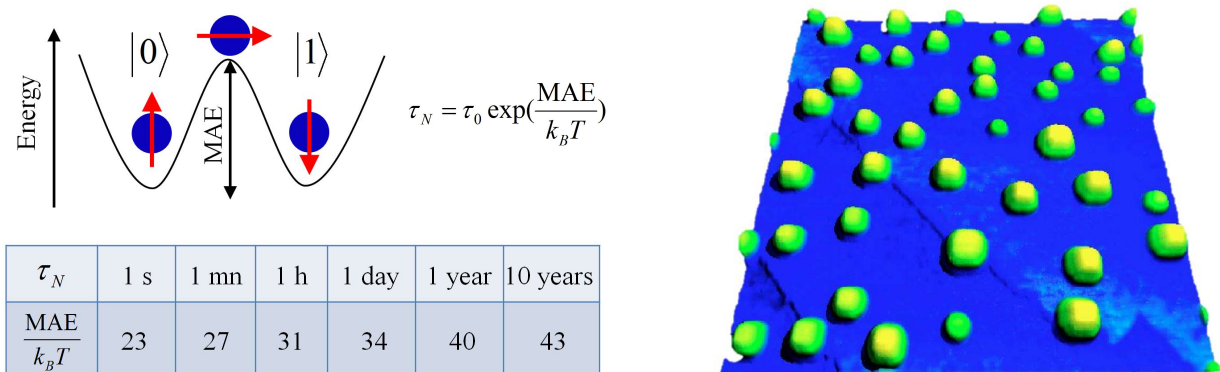 |0⟩ |1⟩
Energy
MAE
τ_N = τ_0 exp(MAE/k_BT)
τ_N 1 s 1 mn 1 h 1 day 1 year 10 years
MAE/k_BT 23 27 31 34 40 43